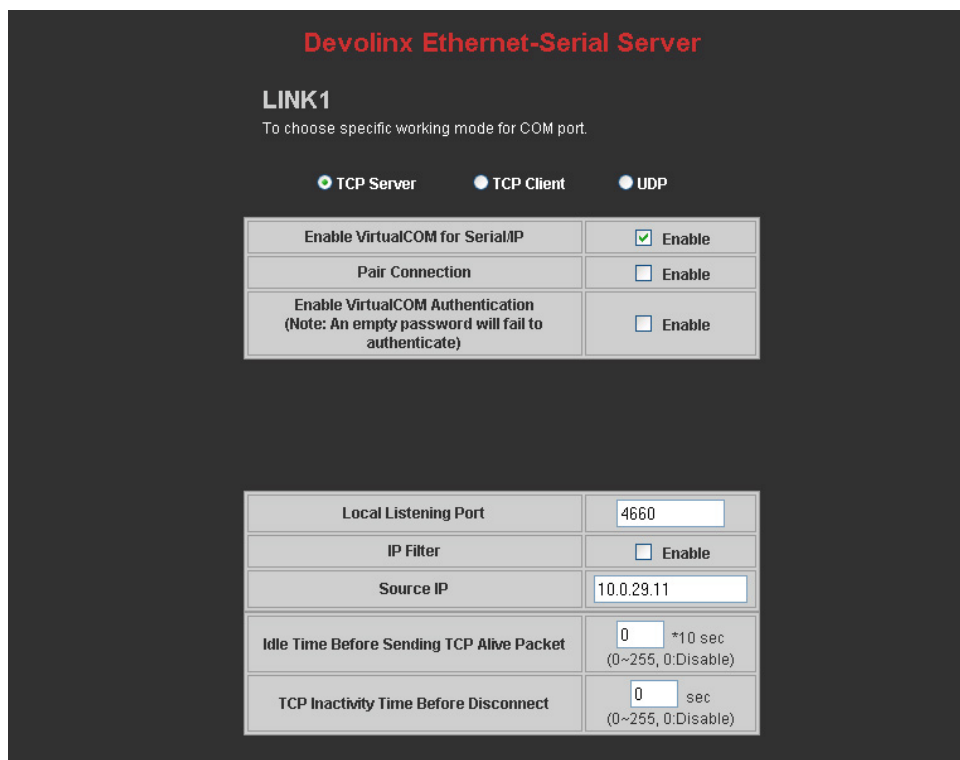 Devolinx Ethernet-Serial Server
LINK1
To choose specific working mode for COM port.
TCP Server TCP Client UDP
Enable VirtualCOM for Serial/IP Enable
Pair Connection Enable
Enable VirtualCOM Authentication
(Note: An empty password will fail to
authenticate)
Enable
Local Listening Port 4660
IP Filter Enable
Source IP 10.0.29.11
Idle Time Before Sending TCP Alive Packet 0 *10 sec
(0~255, 0:Disable)
TCP Inactivity Time Before Disconnect 0 sec
(0~255, 0:Disable)